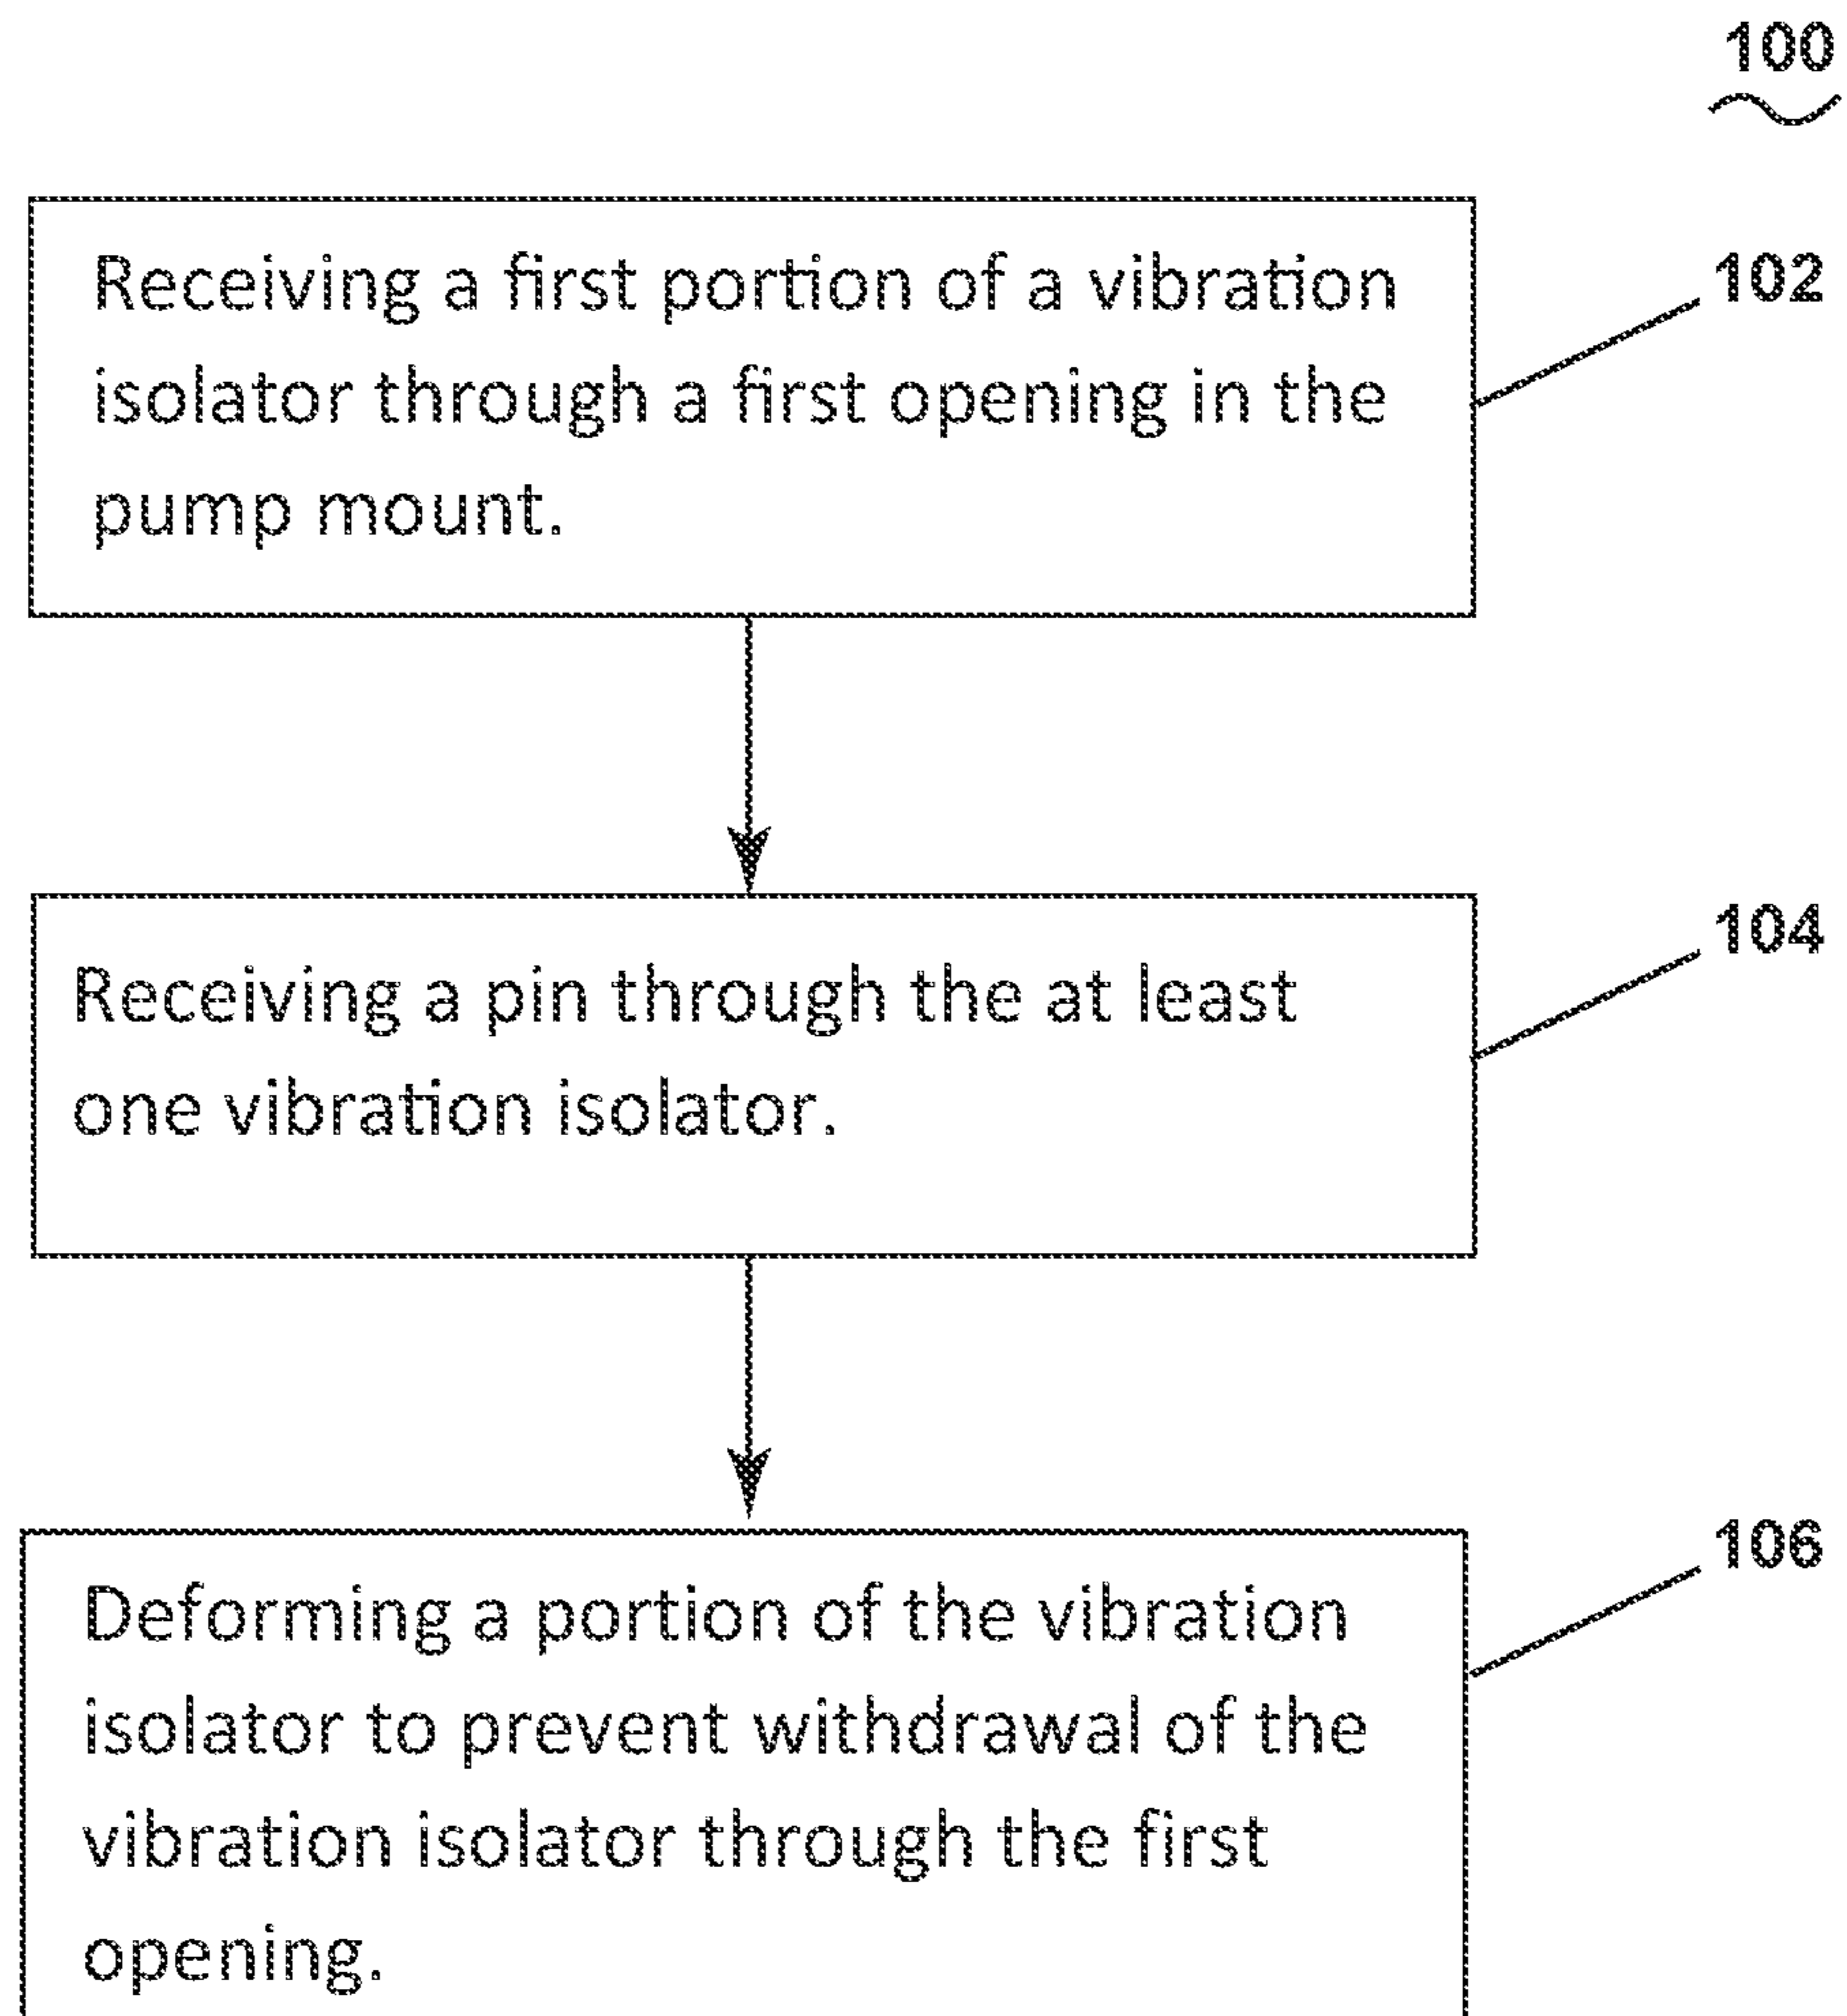 100
Receiving a first portion of a vibration
isolator through a first opening in the
pump mount.
102
Receiving a pin through the at least
one vibration isolator.
104
Deforming a portion of the vibration
isolator to prevent withdrawal of the
vibration isolator through the first
opening.
106